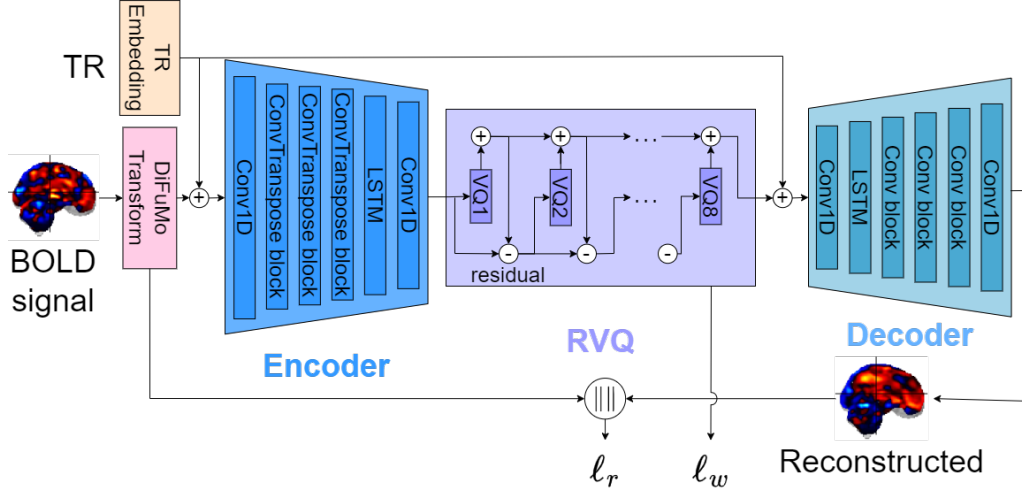 TR
TR
Embedding
BOLD
signal
DiFuMo
Transform
+
Conv1D
ConvTranspose block
ConvTranspose block
ConvTranspose block
LSTM
Conv1D
Encoder
+
+
...
+
VQ1
VQ2
...
VQ8
-
-
-
residual
RVQ
+
Conv1D
LSTM
Conv block
Conv block
Conv block
Conv1D
Decoder
||||
ℓr
ℓw
Reconstructed